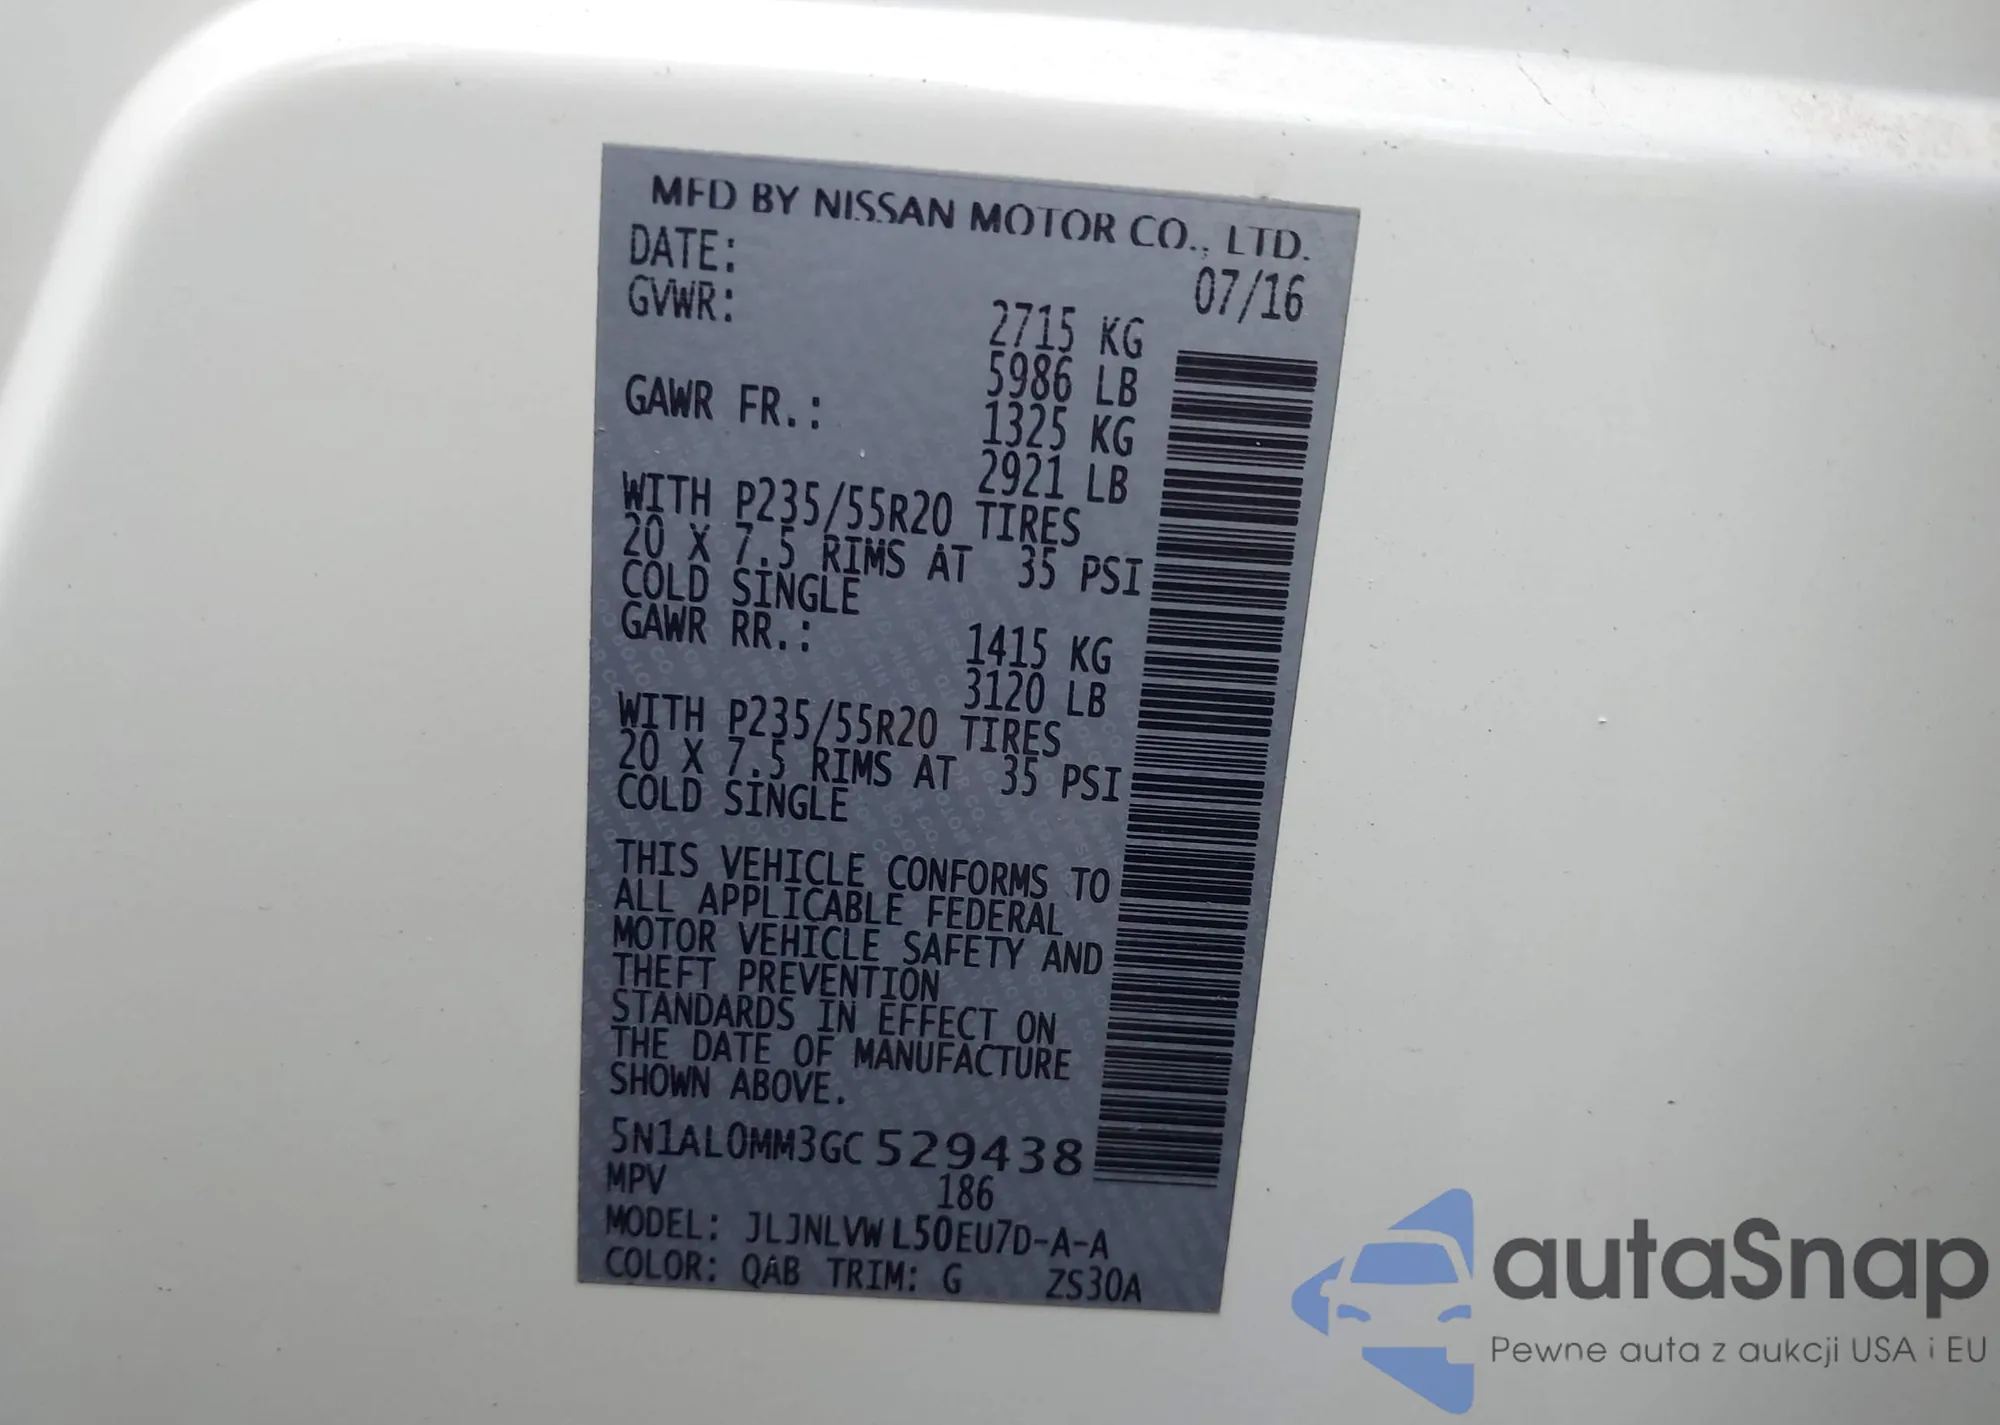 MFD BY NISSAN MOTOR CO., LTD.
DATE: 07/16
GVWR: 2715 KG
5986 LB
GAWR FR.: 1325 KG
2921 LB
WITH P235/55R20 TIRES
20 X 7.5 RIMS AT 35 PSI
COLD SINGLE
GAWR RR.: 1415 KG
3120 LB
WITH P235/55R20 TIRES
20 X 7.5 RIMS AT 35 PSI
COLD SINGLE
THIS VEHICLE CONFORMS TO
ALL APPLICABLE FEDERAL
MOTOR VEHICLE SAFETY AND
THEFT PREVENTION
STANDARDS IN EFFECT ON
THE DATE OF MANUFACTURE
SHOWN ABOVE.
5N1AL0MM3GC529438
MPV 186
MODEL: JLJNLVWL50EU7D-A-A
COLOR: QAB TRIM: G ZS30A
autaSnap
Pewne auta z aukcji USA i EU